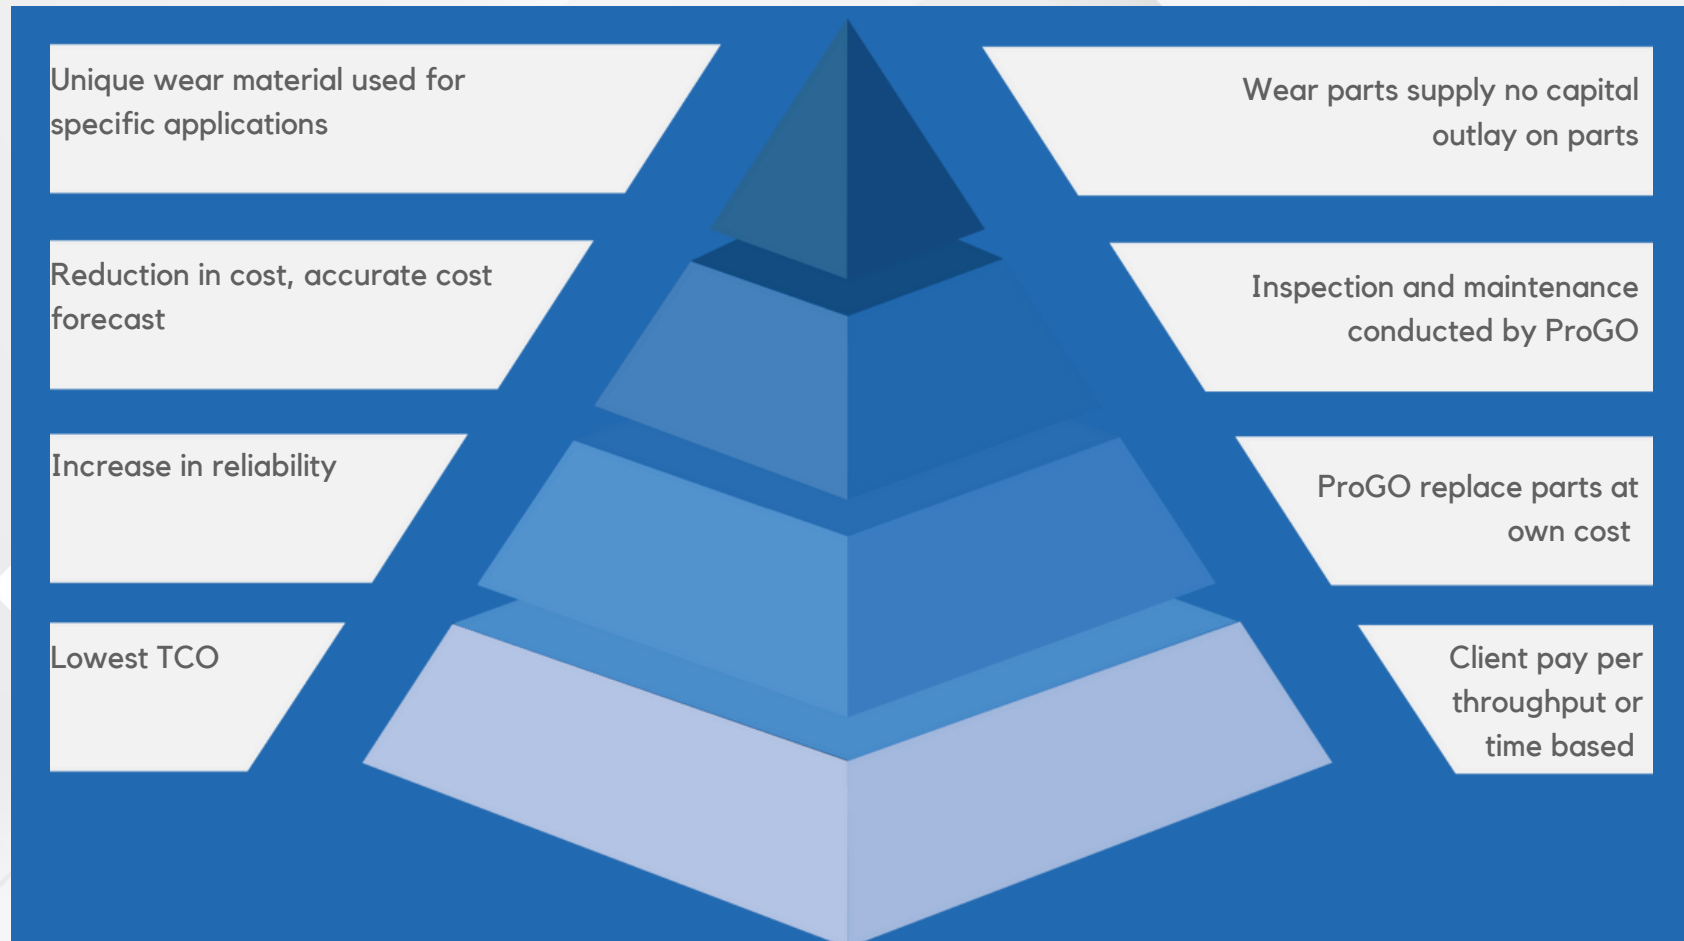 Unique wear material used for
specific applications
Wear parts supply no capital
outlay on parts
Reduction in cost, accurate cost
forecast
Inspection and maintenance
conducted by ProGO
Increase in reliability
ProGO replace parts at
own cost
Lowest TCO
Client pay per
throughput or
time based